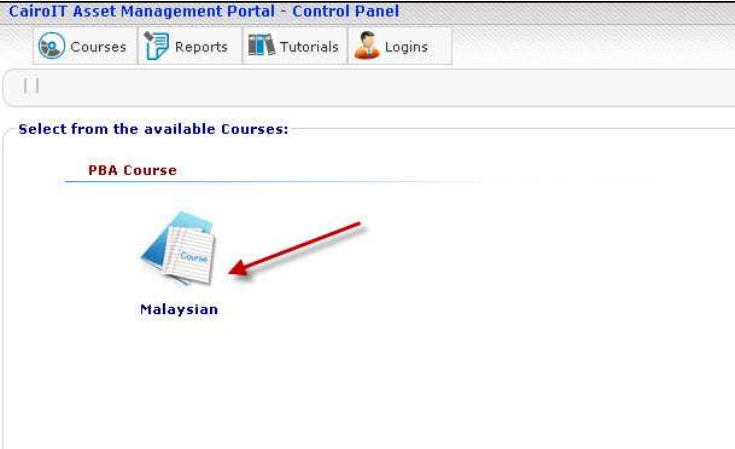 CairoIT Asset Management Portal - Control Panel
Courses Reports Tutorials Logins
Select from the available Courses:
PBA Course
Course
Malaysian